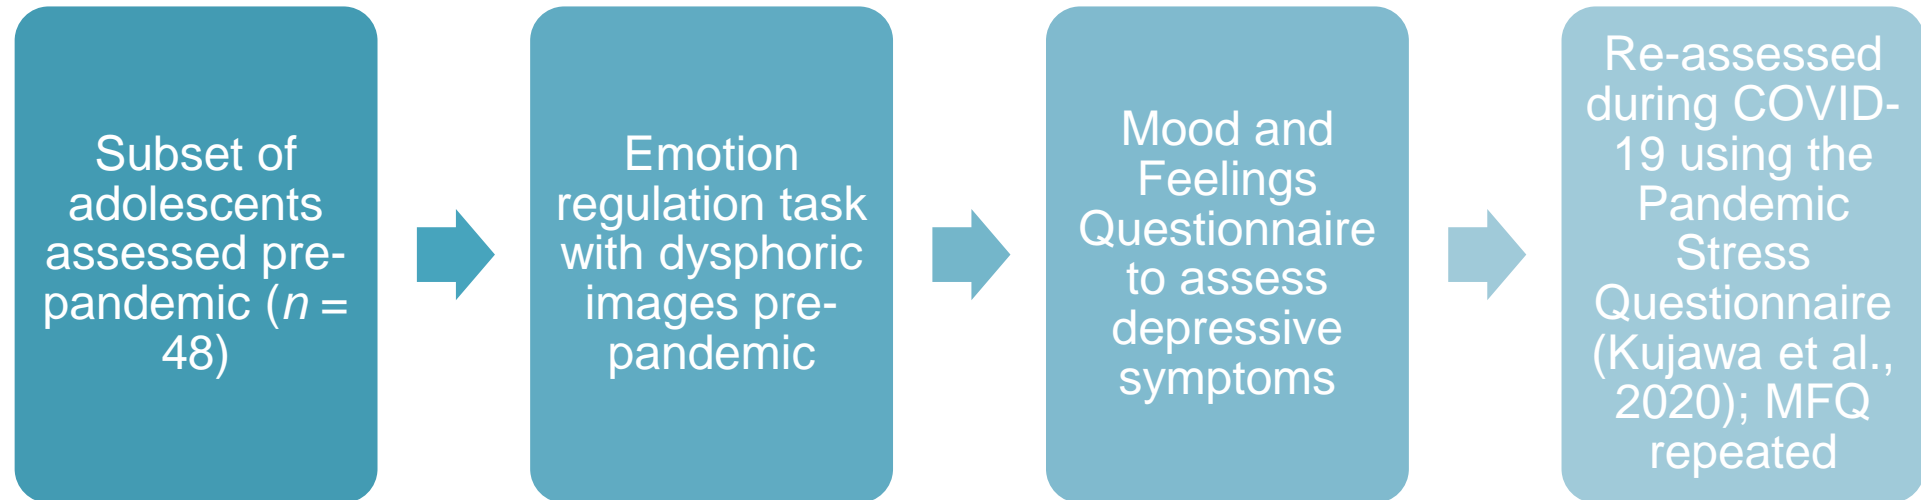 Subset of
adolescents
assessed pre-
pandemic (n =
48)
Emotion
regulation task
with dysphoric
images pre-
pandemic
Mood and
Feelings
Questionnaire
to assess
depressive
symptoms
Re-assessed
during COVID-
19 using the
Pandemic
Stress
Questionnaire
(Kujawa et al.,
2020); MFQ
repeated